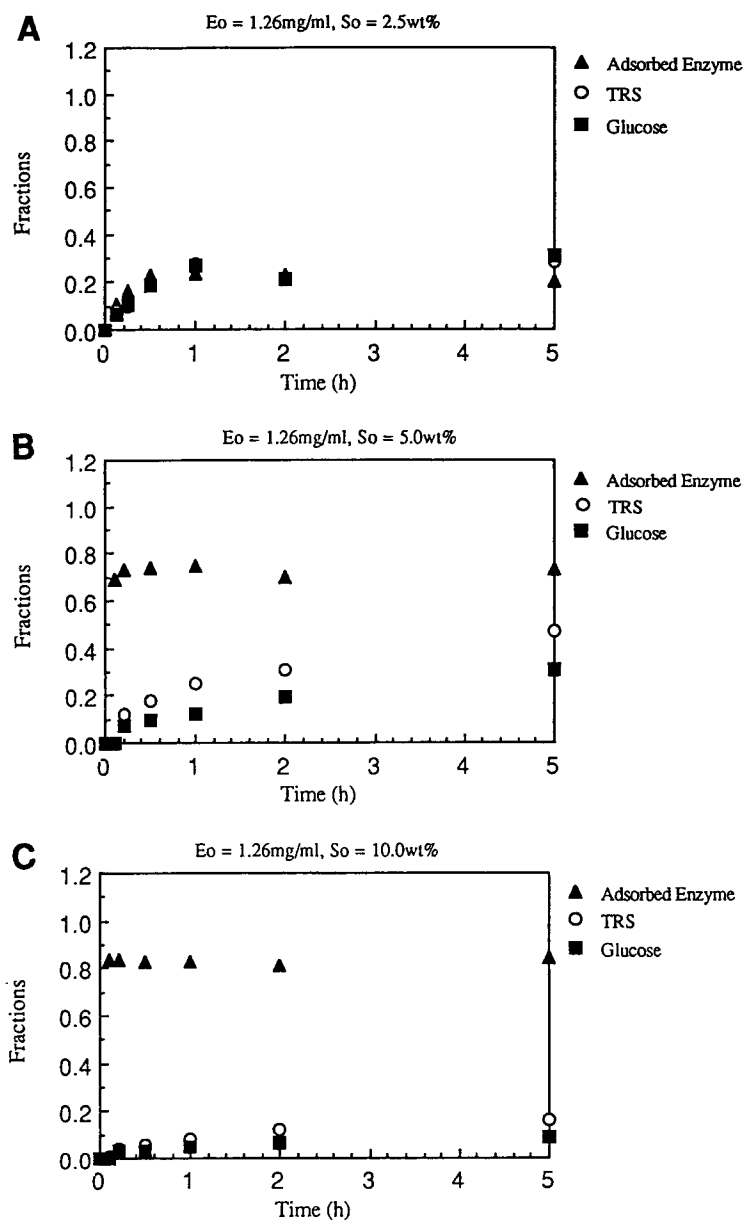 A
Eo = 1.26mg/ml, So = 2.5wt%
1.2
1.0
0.8
0.6
0.4
0.2
0.0
Fractions
0 1 2 3 4 5
Time (h)
Adsorbed Enzyme
TRS
Glucose
B
Eo = 1.26mg/ml, So = 5.0wt%
1.2
1.0
0.8
0.6
0.4
0.2
0.0
Fractions
0 1 2 3 4 5
Time (h)
Adsorbed Enzyme
TRS
Glucose
C
Eo = 1.26mg/ml, So = 10.0wt%
1.2
1.0
0.8
0.6
0.4
0.2
0.0
Fractions
0 1 2 3 4 5
Time (h)
Adsorbed Enzyme
TRS
Glucose